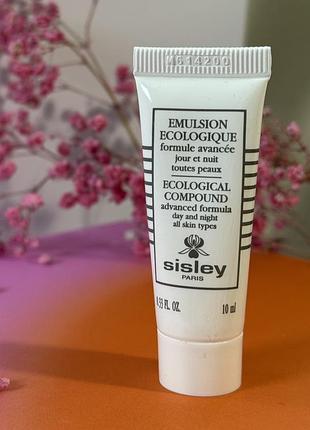 M614200
EMULSION
ECOLOGIQUE
formule avancée
jour et nuit
toutes peaux
ECOLOGICAL
COMPOUND
advanced formula
day and night
all skin types
sisley
PARIS
0.33 FL. OZ. 10 ml